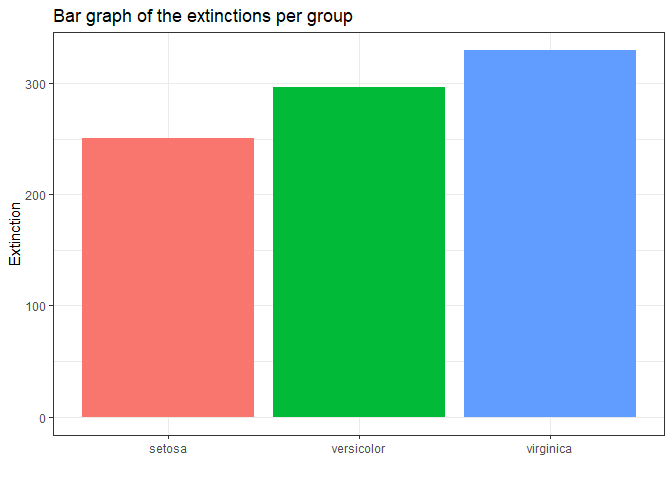 Bar graph of the extinctions per group
Extinction
300
200
100
0
setosa
versicolor
virginica